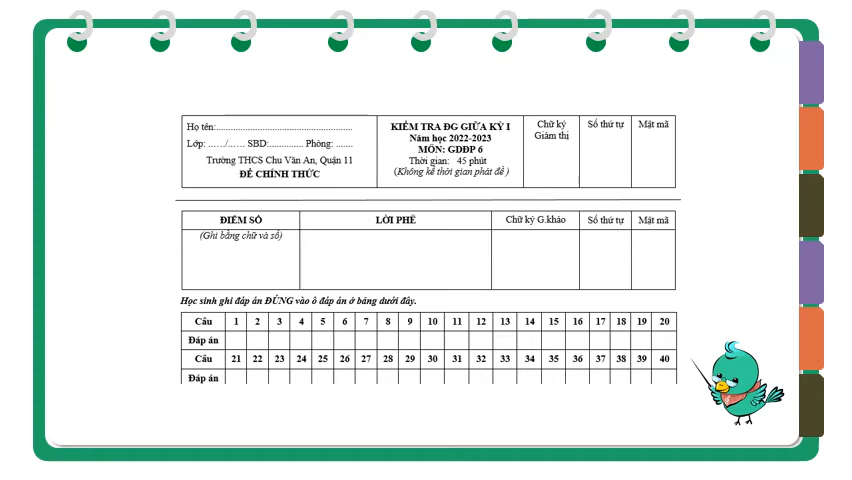 Họ tên:.....................................................
Lớp: ....../...... SBD:.............. Phòng: .......
Trường THCS Chu Văn An, Quận 11
ĐỀ CHÍNH THỨC
KIỂM TRA ĐG GIỮA KỲ I
Năm học 2022-2023
MÔN: GDĐP 6
Thời gian: 45 phút
(Không kể thời gian phát đề )
Chữ ký
Giám thị
Số thứ tự
Mật mã
ĐIỂM SỐ
(Ghi bằng chữ và số)
LỜI PHÊ
Chữ ký G.khảo
Số thứ tự
Mật mã
Học sinh ghi đáp án ĐÚNG vào ô đáp án ở bảng dưới đây.
Câu 1 2 3 4 5 6 7 8 9 10 11 12 13 14 15 16 17 18 19 20
Đáp án
Câu 21 22 23 24 25 26 27 28 29 30 31 32 33 34 35 36 37 38 39 40
Đáp án